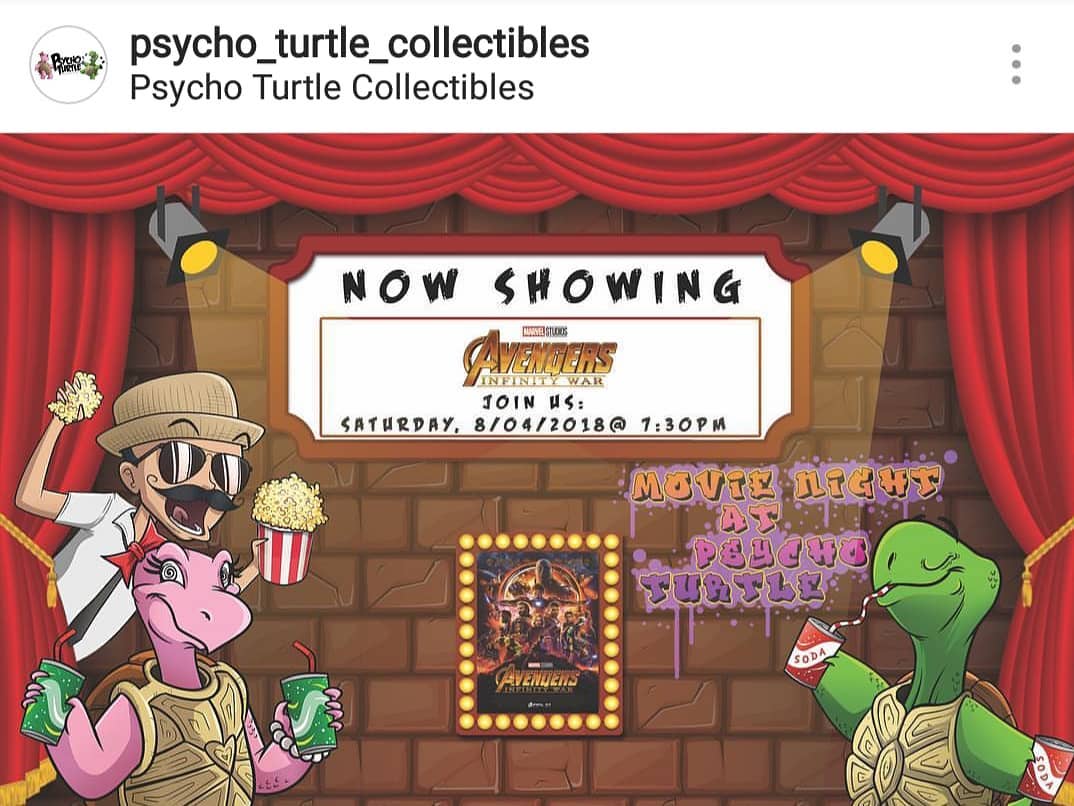 psycho_turtle_collectibles
PSYCHO TURTLE
Psycho Turtle Collectibles
NOW SHOWING
MARVEL STUDIOS
AVENGERS
INFINITY WAR
JOIN US:
SATURDAY, 8/04/2018@ 7:30PM
MOVIE NIGHT
AT
PSYCHO
TURTLE
SODA
AVENGERS
INFINITY WAR
SODA